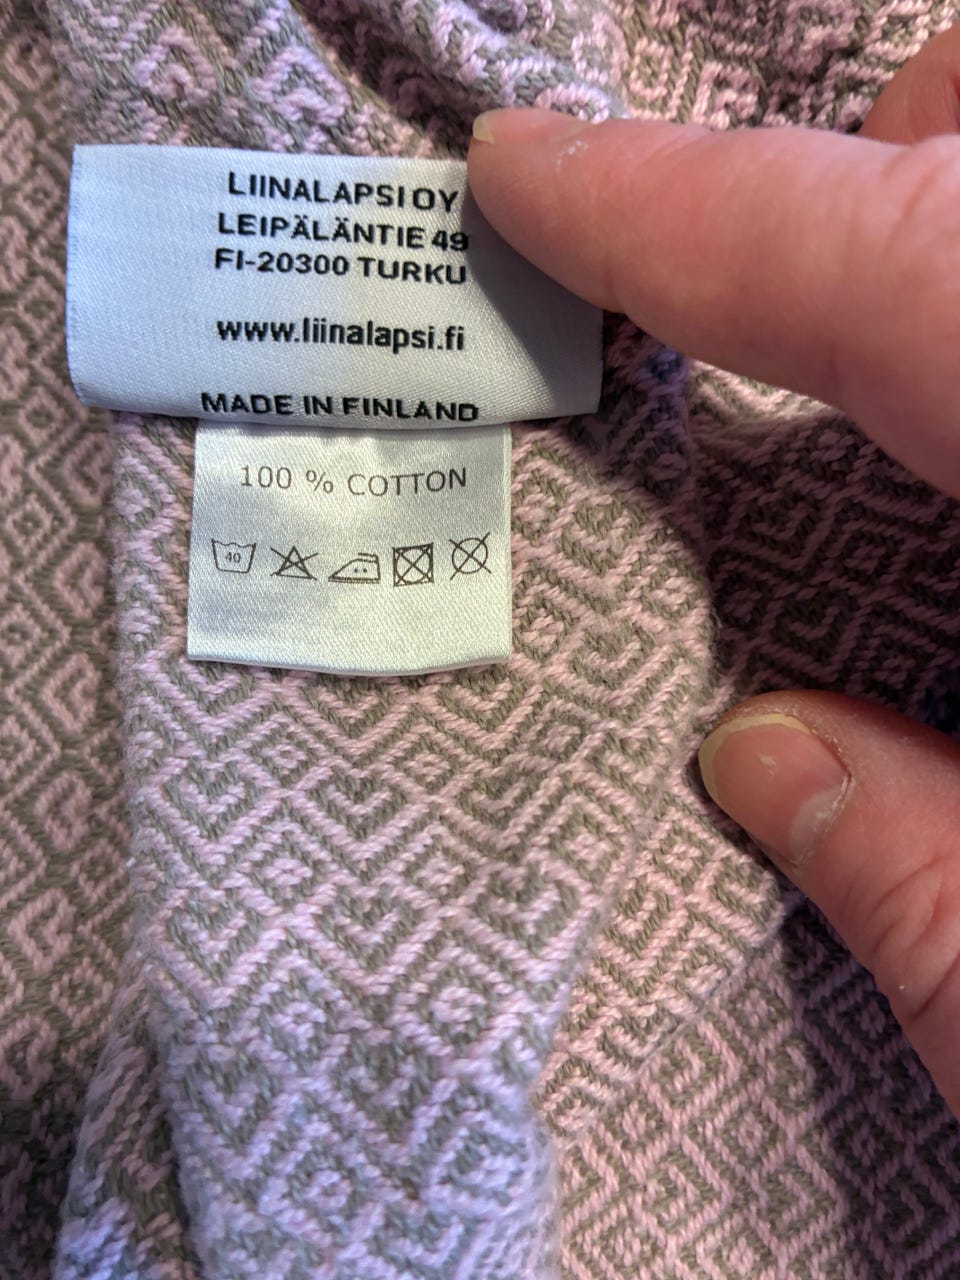 LIINALAPSI OY
LEIPÄLÄNTIE 49
FI-20300 TURKU
www.liinalapsi.fi
MADE IN FINLAND
100 % COTTON
40